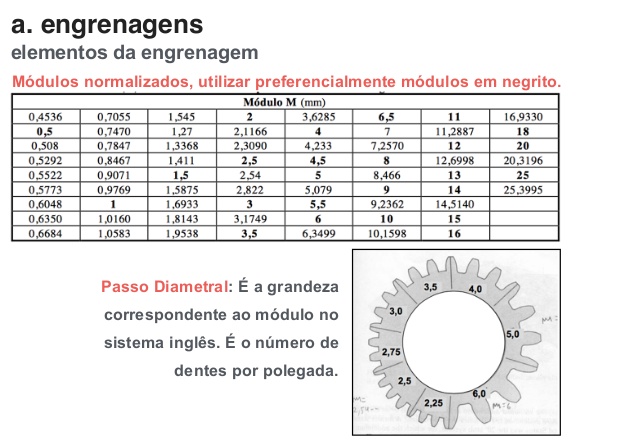 a. engrenagens
elementos da engrenagem
Módulos normalizados, utilizar preferencialmente módulos em negrito.
Módulo M (mm)
0,4536 0,7055 1,545 2 3,6285 6,5 11 16,9330
0,5 0,7470 1,27 2,1166 4 7 11,2887 18
0,508 0,7847 1,3368 2,3090 4,233 7,2570 12 20
0,5292 0,8467 1,411 2,5 4,5 8 12,6998 20,3196
0,5522 0,9071 1,5 2,54 5 8,466 13 25
0,5773 0,9769 1,5875 2,822 5,079 9 14 25,3995
0,6048 1 1,6933 3 5,5 9,2362 14,5140
0,6350 1,0160 1,8143 3,1749 6 10 15
0,6684 1,0583 1,9538 3,5 6,3499 10,1598 16
Passo Diametral: É a grandeza
correspondente ao módulo no
sistema inglês. É o número de
dentes por polegada.
3,5 4,0
3,0
5,0
2,75
2,5
2,25 6,0
M=6